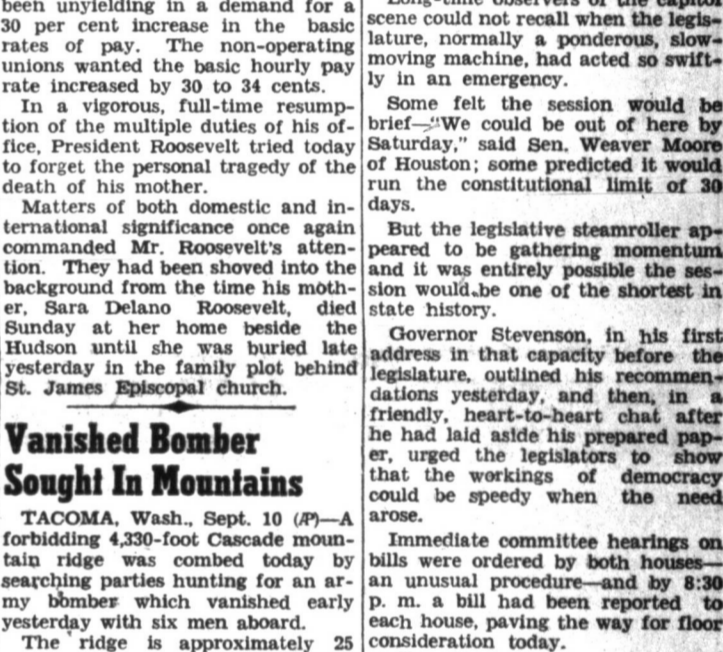 been unyielding in a demand for a
30 per cent increase in the basic
rates of pay. The non-operating
unions wanted the basic hourly pay
rate increased by 30 to 34 cents.
In a vigorous, full-time resump-
tion of the multiple duties of his of-
fice, President Roosevelt tried today
to forget the personal tragedy of the
death of his mother.
Matters of both domestic and in-
ternational significance once again
commanded Mr. Roosevelt's atten-
tion. They had been shoved into the
background from the time his moth-
er, Sara Delano Roosevelt, died
Sunday at her home beside the
Hudson until she was buried late
yesterday in the family plot behind
St. James Episcopal church.
Vanished Bomber
Sought In Mountains
TACOMA, Wash., Sept. 10 (AP)—A
forbidding 4,330-foot Cascade moun-
tain ridge was combed today by
searching parties hunting for an ar-
my bomber which vanished early
yesterday with six men aboard.
The ridge is approximately 25
Long-time observers of the capitol
scene could not recall when the legis-
lature, normally a ponderous, slow-
moving machine, had acted so swift-
ly in an emergency.
Some felt the session would be
brief—"We could be out of here by
Saturday," said Sen. Weaver Moore
of Houston; some predicted it would
run the constitutional limit of 30
days.
But the legislative steamroller ap-
peared to be gathering momentum
and it was entirely possible the ses-
sion would be one of the shortest in
state history.
Governor Stevenson, in his first
address in that capacity before the
legislature, outlined his recommen-
dations yesterday, and then, in a
friendly, heart-to-heart chat after
he had laid aside his prepared pap-
er, urged the legislators to show
that the workings of democracy
could be speedy when the need
arose.
Immediate committee hearings on
bills were ordered by both houses—
an unusual procedure—and by 8:30
p. m. a bill had been reported to
each house, paving the way for floor
consideration today.